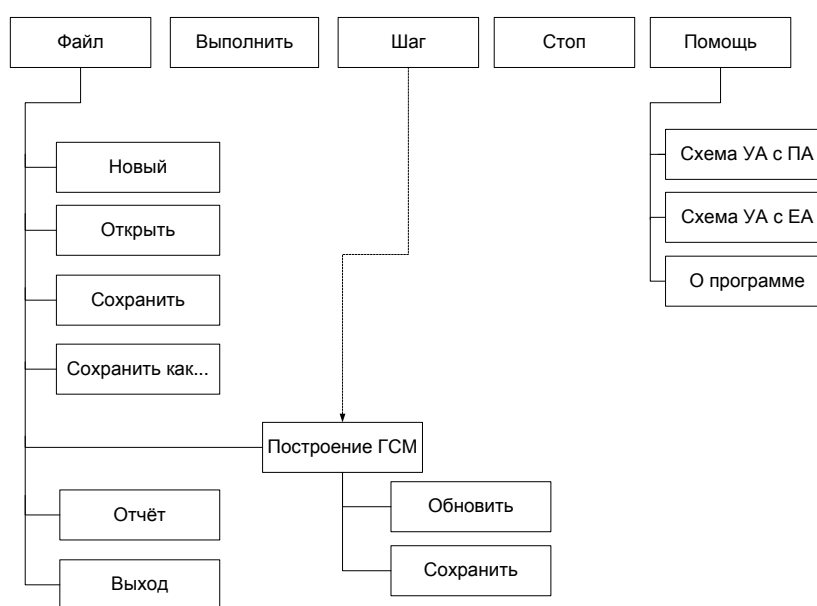 Файл
Выполнить
Шаг
Стоп
Помощь
Новый
Открыть
Сохранить
Сохранить как...
Построение ГСМ
Отчёт
Выход
Обновить
Сохранить
Схема УА с ПА
Схема УА с ЕА
О программе